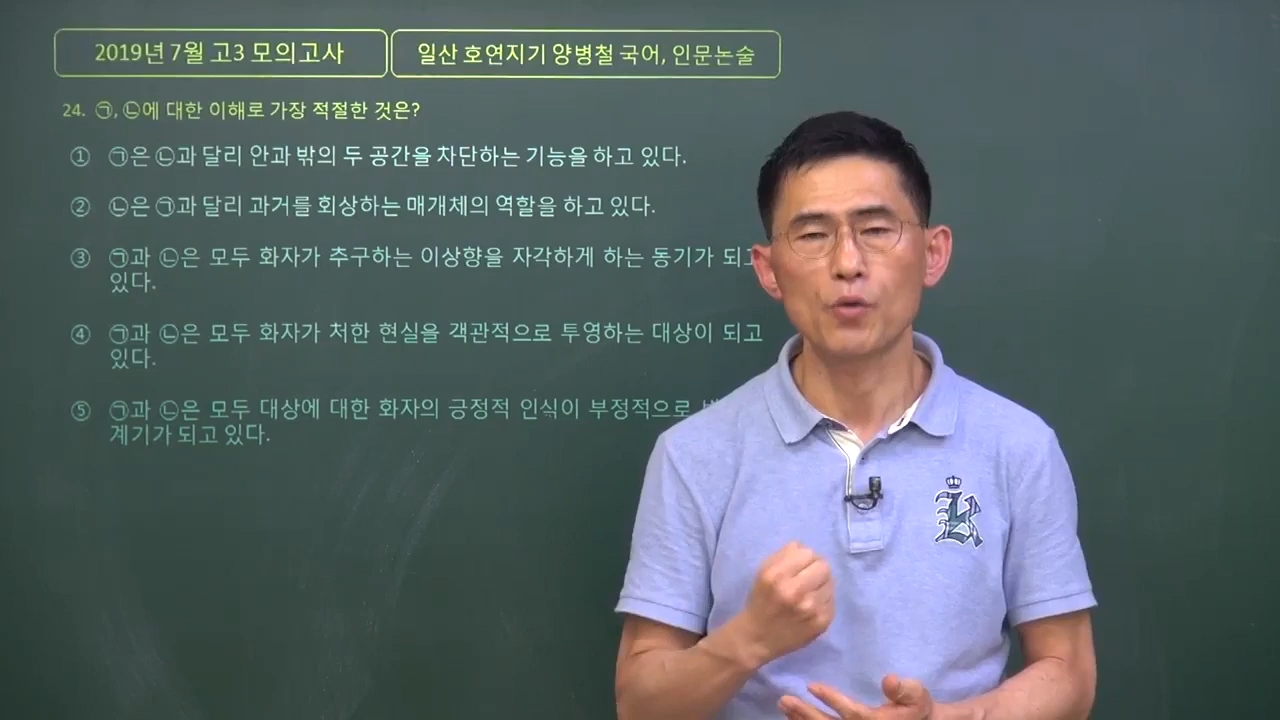 2019년 7월 고3 모의고사
일산 호연지기 양병철 국어, 인문논술
24. ㉠, ㉡에 대한 이해로 가장 적절한 것은?
① ㉠은 ㉡과 달리 안과 밖의 두 공간을 차단하는 기능을 하고 있다.
② ㉡은 ㉠과 달리 과거를 회상하는 매개체의 역할을 하고 있다.
③ ㉠과 ㉡은 모두 화자가 추구하는 이상향을 자각하게 하는 동기가 되고
있다.
④ ㉠과 ㉡은 모두 화자가 처한 현실을 객관적으로 투영하는 대상이 되고
있다.
⑤ ㉠과 ㉡은 모두 대상에 대한 화자의 긍정적 인식이 부정적으로
계기가 되고 있다.